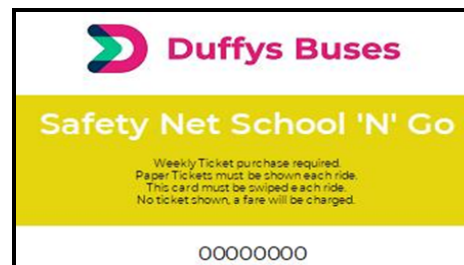 Duffys Buses
Safety Net School 'N' Go
Weekly Ticket purchase required.
Paper Tickets must be shown each ride.
This card must be swiped each ride.
No ticket shown, a fare will be charged.
00000000